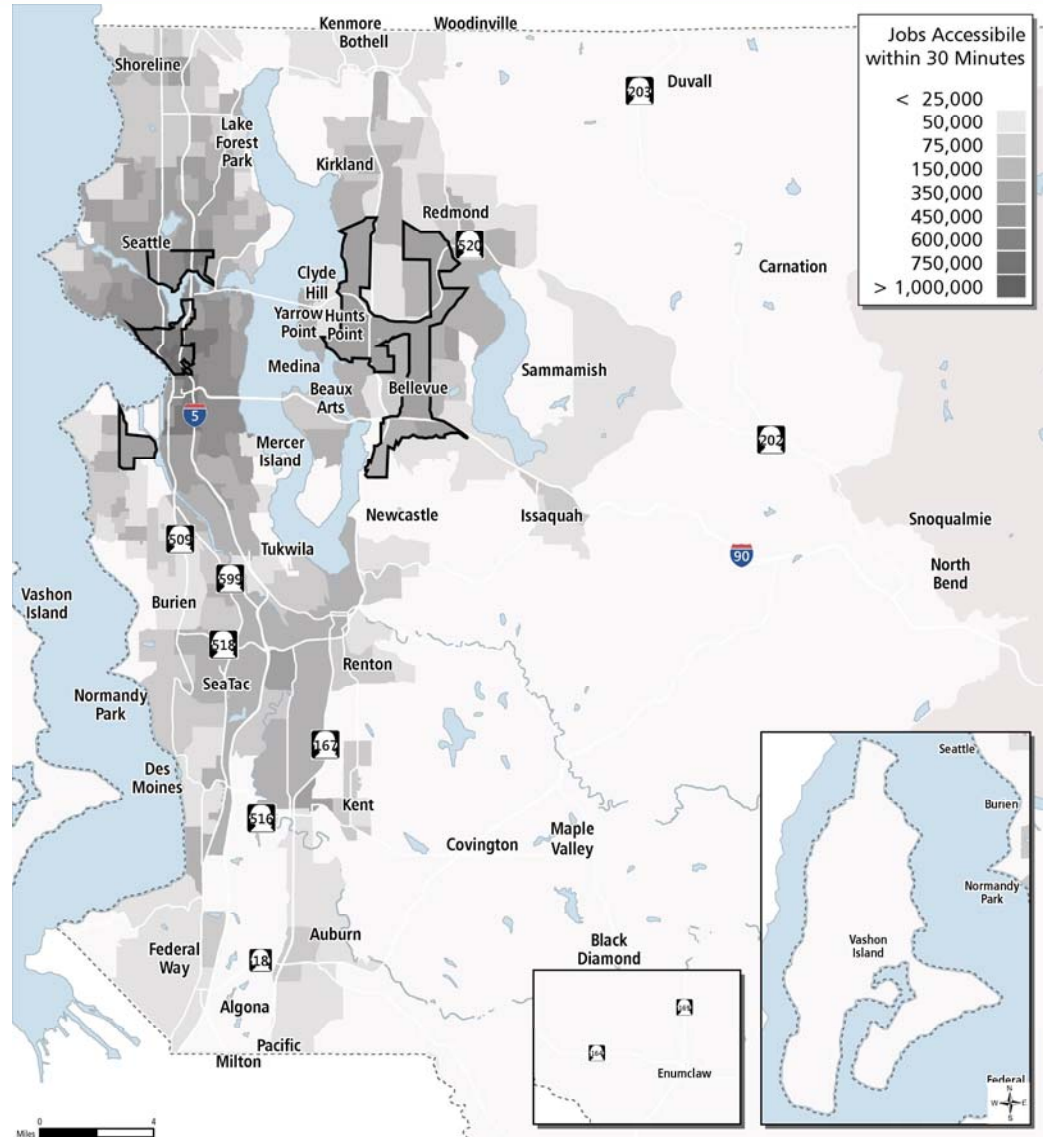 Kenmore
Bothell
Woodinville
Shoreline
Jobs Accessibile
within 30 Minutes
< 25,000
50,000
75,000
150,000
350,000
450,000
600,000
750,000
> 1,000,000
203
Duvall
Lake
Forest
Park
Kirkland
Redmond
520
Seattle
Carnation
Clyde
Hill
Yarrow
Point
Hunts
Point
Medina
Sammamish
Beaux
Arts
Bellevue
5
Mercer
Island
202
Newcastle
Issaquah
Snoqualmie
509
90
Tukwila
North
Bend
599
Vashon
Island
Burien
518
Renton
SeaTac
Normandy
Park
167
Des
Moines
Kent
516
Covington
Maple
Valley
Auburn
Black
Diamond
Federal
Way
18
Algona
Pacific
Milton
164
Enumclaw
Seattle
Burien
Normandy
Park
Vashon
Island
Federal
N
W
E
S
0
4
Miles